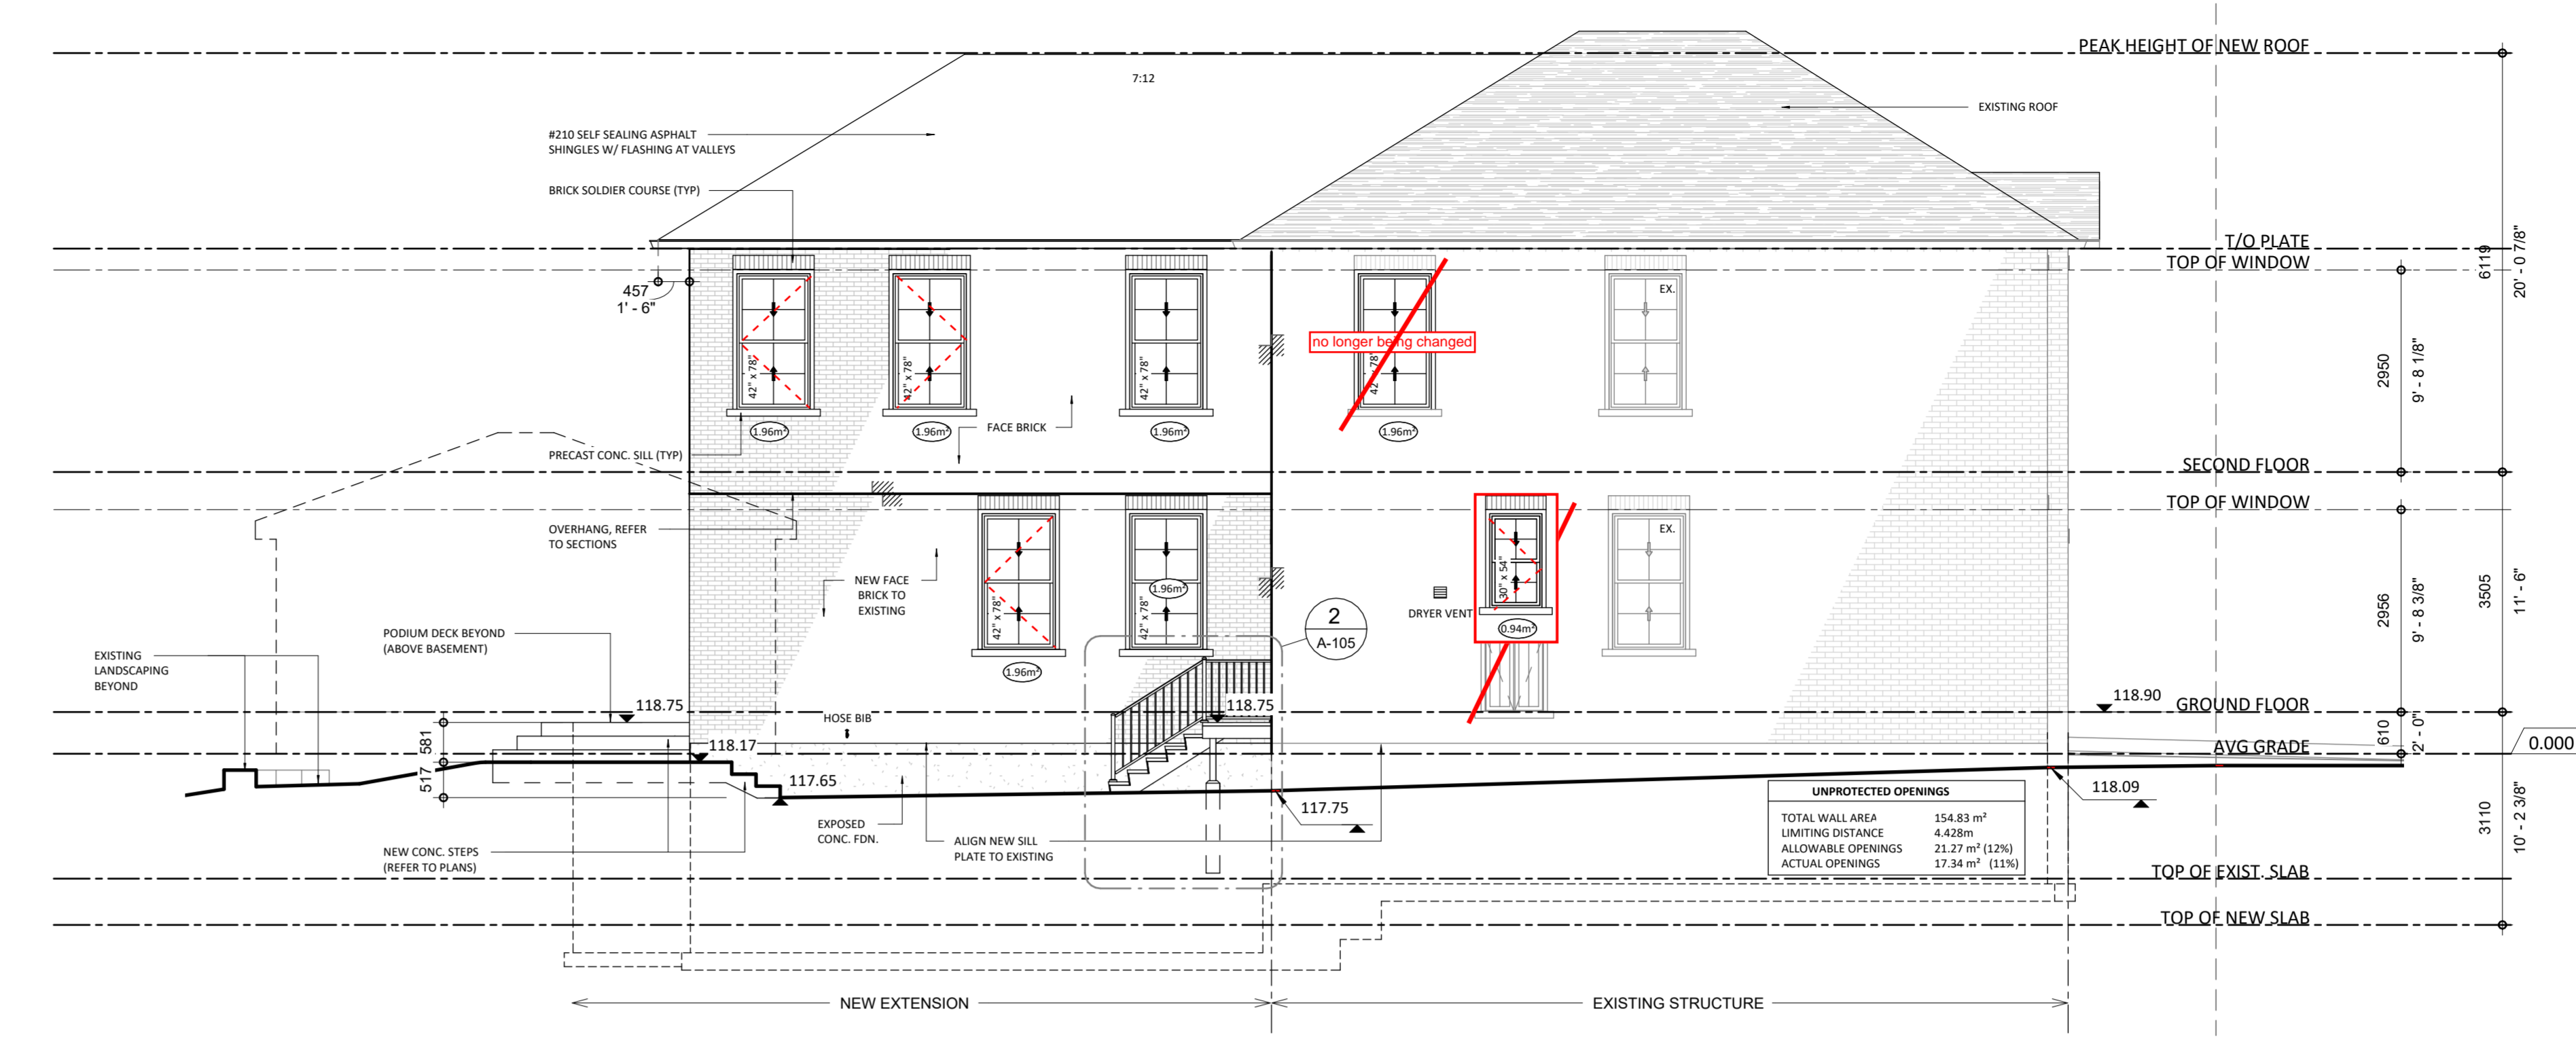 PEAK HEIGHT OF NEW ROOF
7:12
EXISTING ROOF
#210 SELF SEALING ASPHALT
SHINGLES W/ FLASHING AT VALLEYS
BRICK SOLDIER COURSE (TYP)
T/O PLATE
TOP OF WINDOW
6119
20' - 0 7/8"
457
1' - 6"
EX.
no longer being changed
42" x 78"
42" x 78"
42" x 78"
42" x 78"
2950
9' - 8 1/8"
1.96m²
1.96m²
1.96m²
1.96m²
FACE BRICK
PRECAST CONC. SILL (TYP)
SECOND FLOOR
TOP OF WINDOW
OVERHANG, REFER
TO SECTIONS
EX.
NEW FACE
BRICK TO
EXISTING
1.96m²
30" x 54"
DRYER VENT
42" x 78"
42" x 78"
0.94m²
2956
9' - 8 3/8"
3505
11' - 6"
2
A-105
PODIUM DECK BEYOND
(ABOVE BASEMENT)
EXISTING
LANDSCAPING
BEYOND
1.96m²
118.75
118.75
118.90
GROUND FLOOR
HOSE BIB
581
118.17
610
2' - 0"
AVG GRADE
0.000
517
117.65
117.75
118.09
EXPOSED
CONC. FDN.
ALIGN NEW SILL
PLATE TO EXISTING
NEW CONC. STEPS
(REFER TO PLANS)
UNPROTECTED OPENINGS
TOTAL WALL AREA 154.83 m²
LIMITING DISTANCE 4.428m
ALLOWABLE OPENINGS 21.27 m² (12%)
ACTUAL OPENINGS 17.34 m² (11%)
3110
10' - 2 3/8"
TOP OF EXIST. SLAB
TOP OF NEW SLAB
NEW EXTENSION
EXISTING STRUCTURE